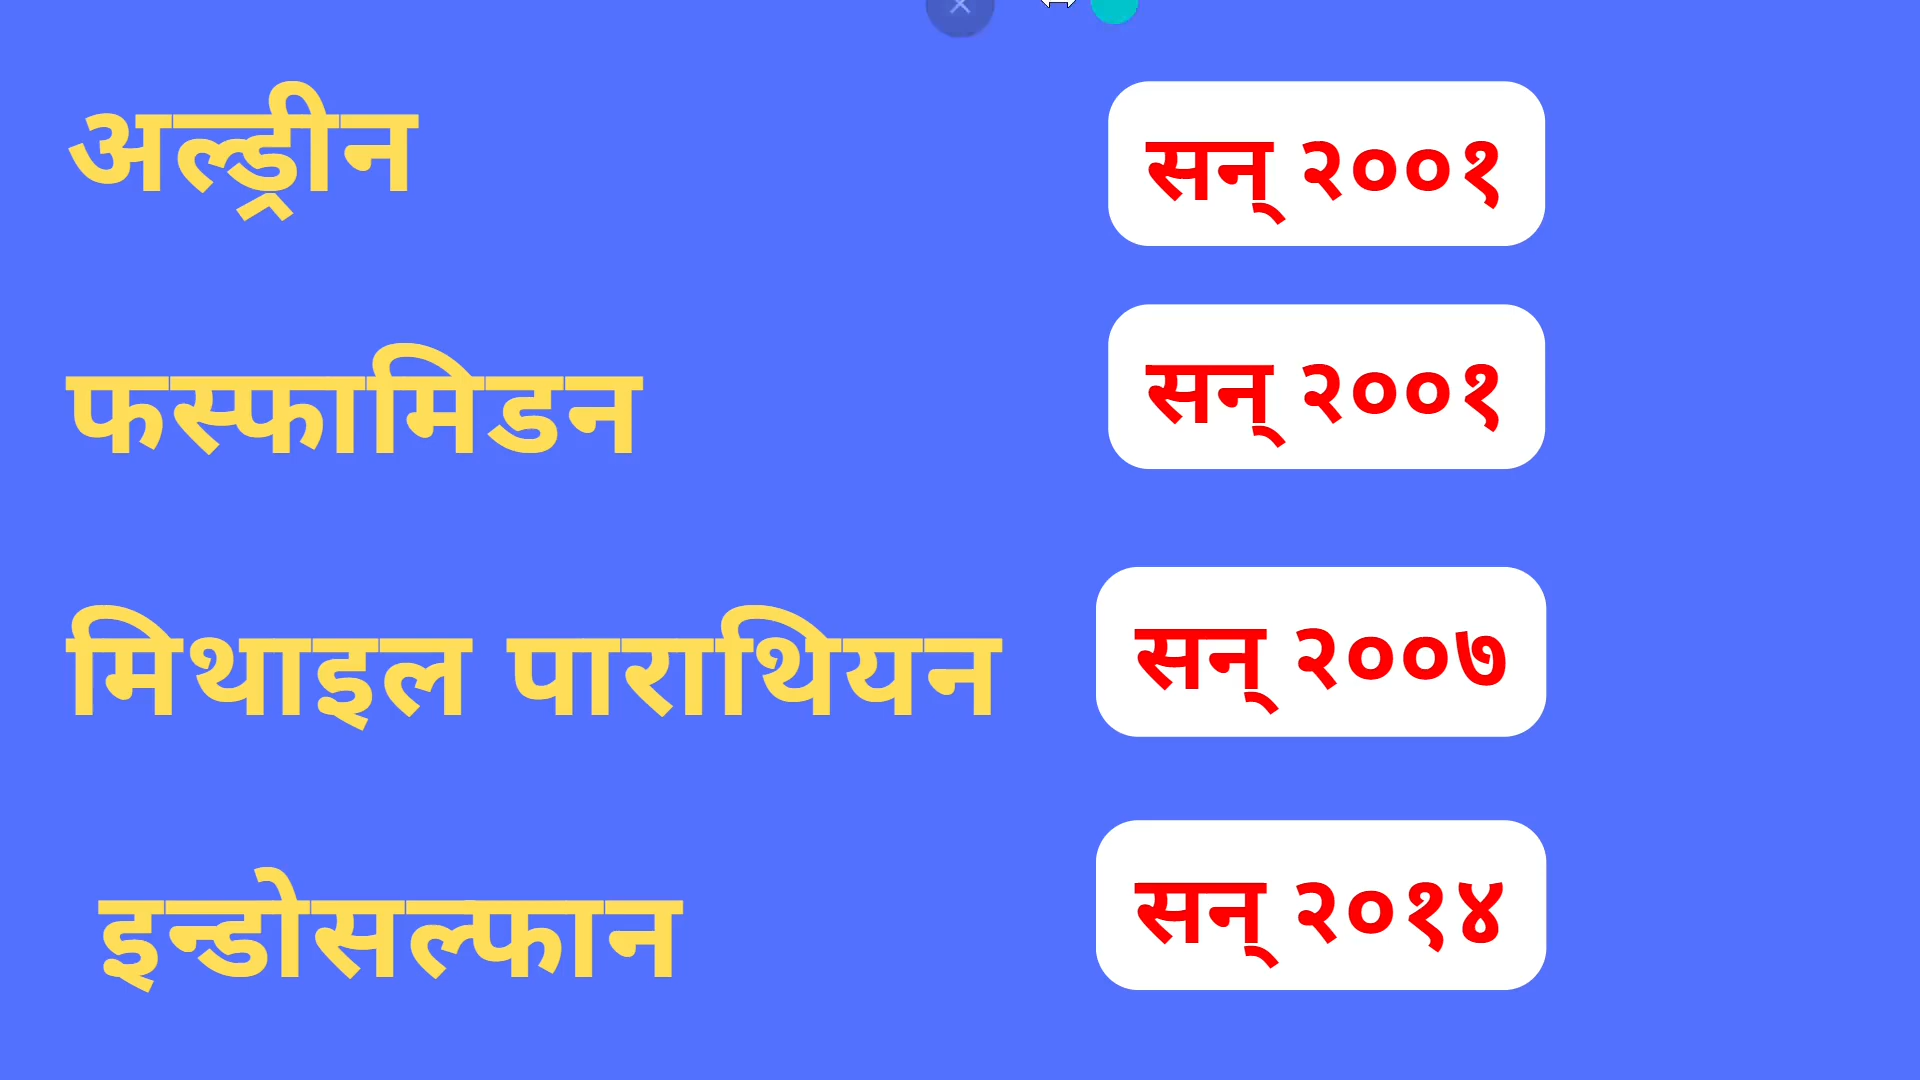 अल्ड्रीन
सन् २००१
फस्फामिडन
सन् २००१
मिथाइल पाराथियन
सन् २००७
इन्डोसल्फान
सन् २०१४